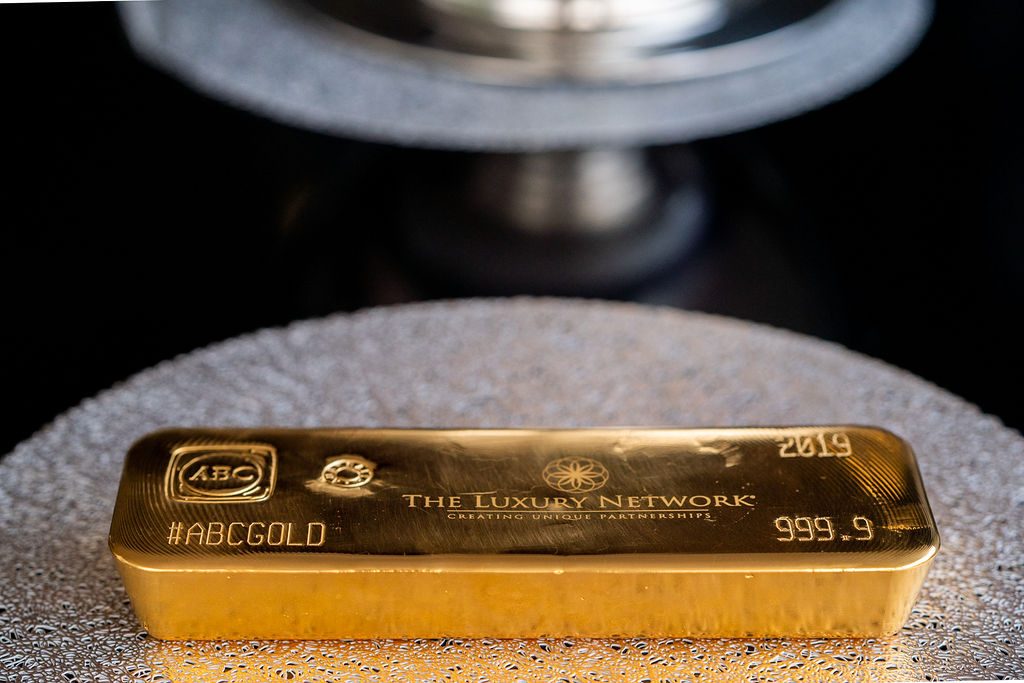 ABC
2019
THE LUXURY NETWORK®
CREATING UNIQUE PARTNERSHIPS
#ABCGOLD
999.9